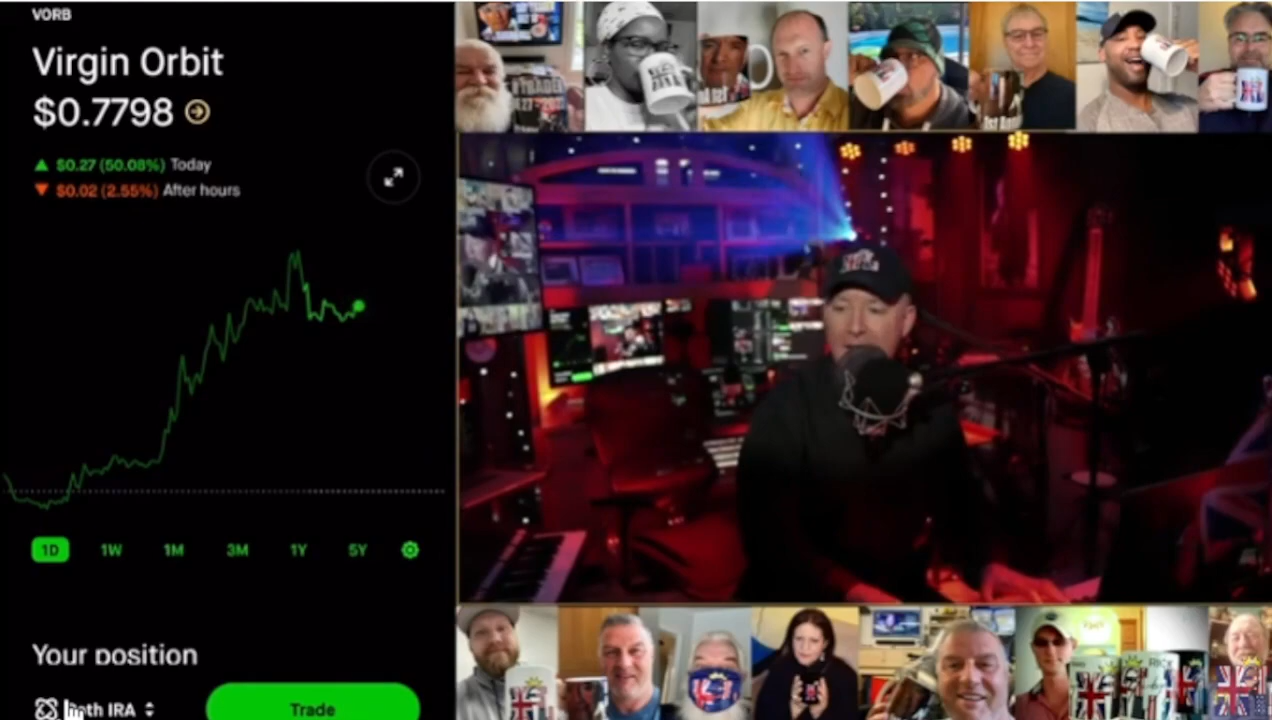 VORB
Virgin Orbit
$0.7798
$0.27 (50.08%) Today
$0.02 (2.55%) After hours
1D 1W 1M 3M 1Y 5Y
Your position
IRA
Trade